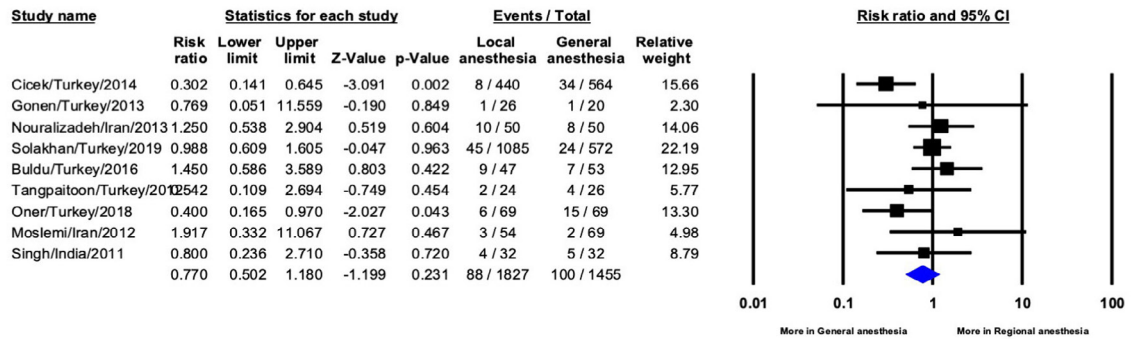 Study name Statistics for each study Events / Total Risk ratio and 95% CI
Risk Lower Upper Local General Relative
ratio limit limit Z-Value p-Value anesthesia anesthesia weight
Cicek/Turkey/2014 0.302 0.141 0.645 -3.091 0.002 8 / 440 34 / 564 15.66
Gonen/Turkey/2013 0.769 0.051 11.559 -0.190 0.849 1 / 26 1 / 20 2.30
Nouralizadeh/Iran/2013 1.250 0.538 2.904 0.519 0.604 10 / 50 8 / 50 14.06
Solakhan/Turkey/2019 0.988 0.609 1.605 -0.047 0.963 45 / 1085 24 / 572 22.19
Buldu/Turkey/2016 1.450 0.586 3.589 0.803 0.422 9 / 47 7 / 53 12.95
Tangpaitoon/Turkey/2012 0.542 0.109 2.694 -0.749 0.454 2 / 24 4 / 26 5.77
Oner/Turkey/2018 0.400 0.165 0.970 -2.027 0.043 6 / 69 15 / 69 13.30
Moslemi/Iran/2012 1.917 0.332 11.067 0.727 0.467 3 / 54 2 / 69 4.98
Singh/India/2011 0.800 0.236 2.710 -0.358 0.720 4 / 32 5 / 32 8.79
0.770 0.502 1.180 -1.199 0.231 88 / 1827 100 / 1455
0.01 0.1 1 10 100
More in General anesthesia More in Regional anesthesia